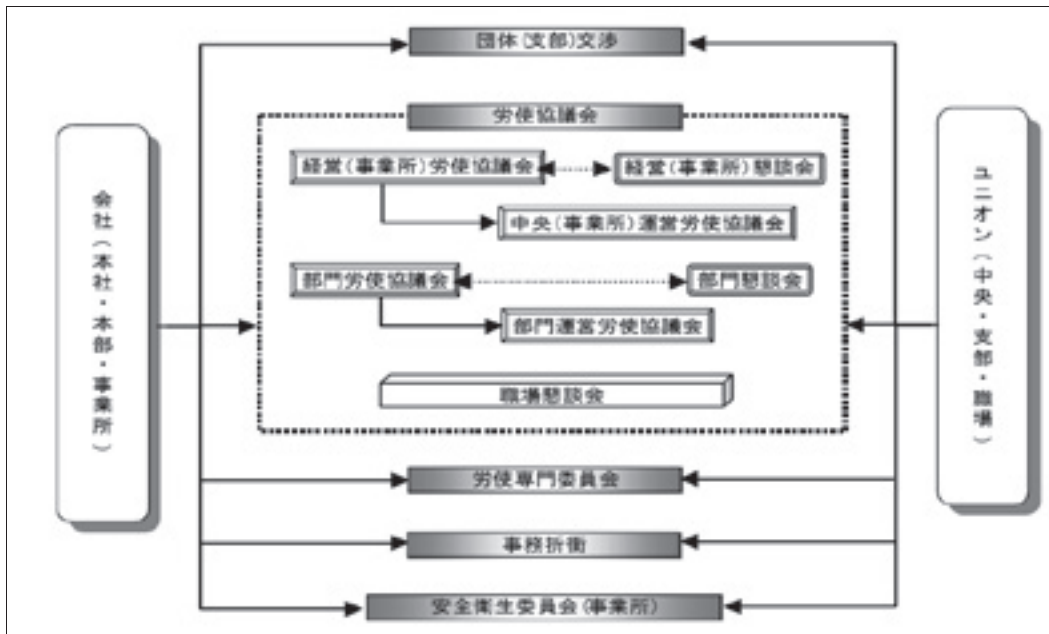 団体(支部)交渉
労使協議会
経営(事業所)労使協議会
経営(事業所)懇談会
中央(事業所)運営労使協議会
部門労使協議会
部門懇談会
部門運営労使協議会
職場懇談会
会社(本社・本部・事業所)
ユニオン(中央・支部・職場)
労使専門委員会
事務折衝
安全衛生委員会(事業所)